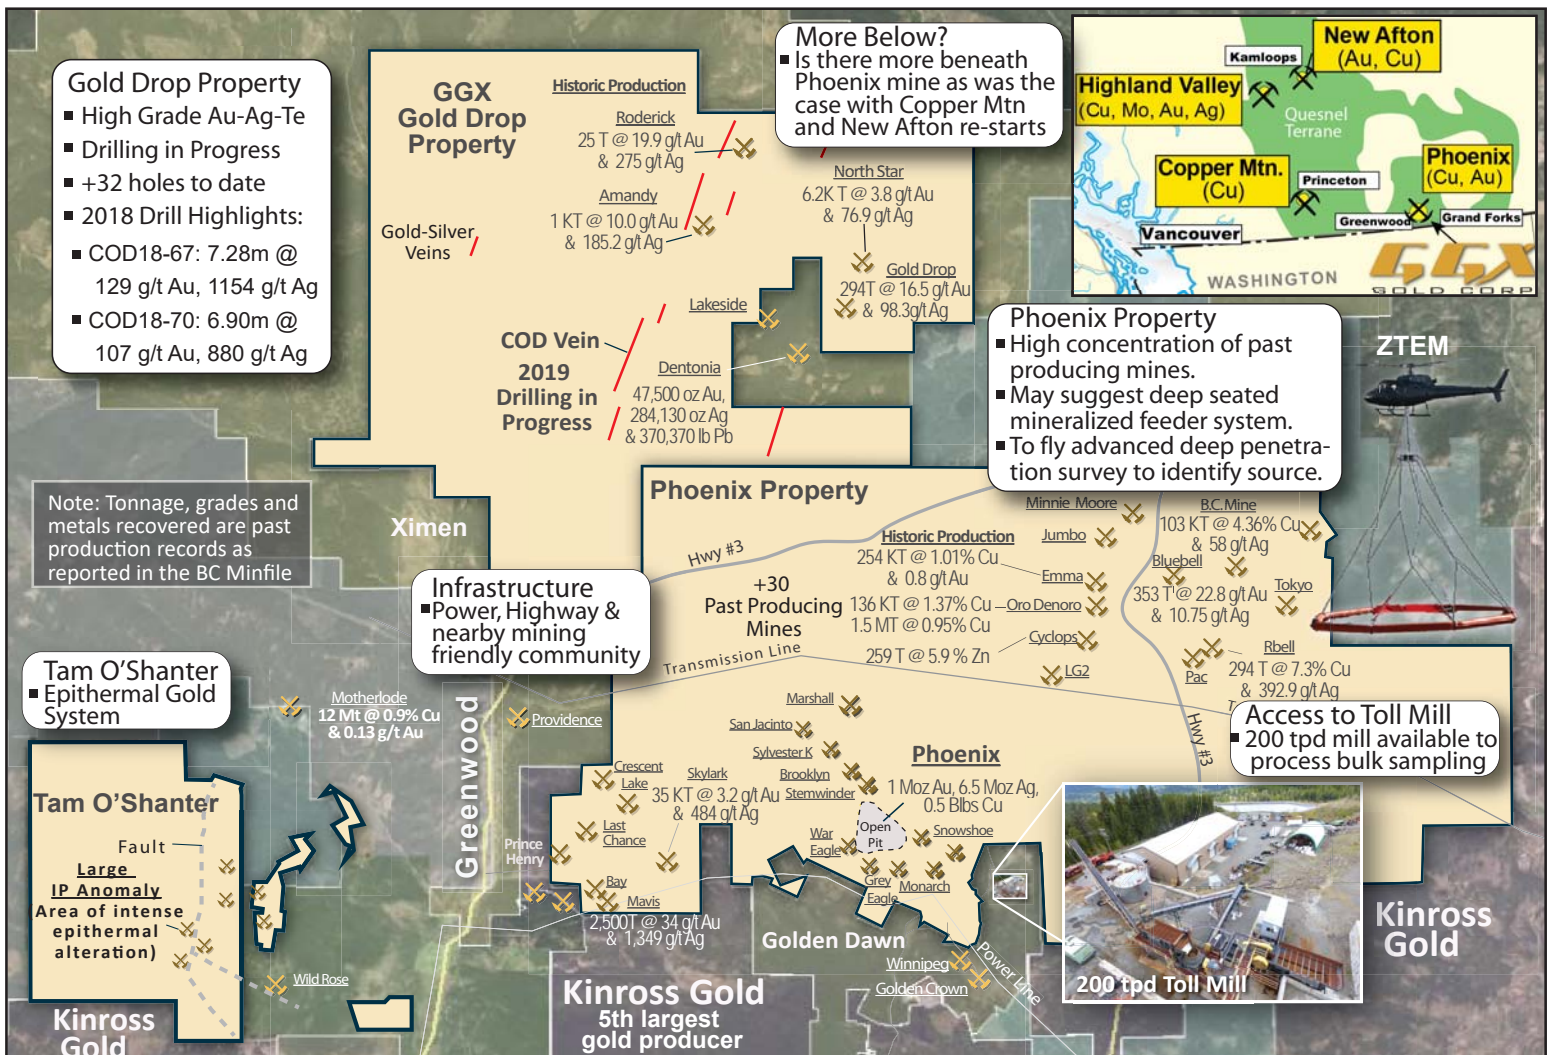 Gold Drop Property
▪ High Grade Au-Ag-Te
▪ Drilling in Progress
▪ +32 holes to date
▪ 2018 Drill Highlights:
▪ COD18-67: 7.28m @
129 g/t Au, 1154 g/t Ag
▪ COD18-70: 6.90m @
107 g/t Au, 880 g/t Ag
GGX
Gold Drop
Property
Historic Production
Roderick
25 T @ 19.9 g/t Au
& 275 g/t Ag
Amandy
1 KT @ 10.0 g/t Au
& 185.2 g/t Ag
Gold-Silver
Veins
More Below?
▪ Is there more beneath
Phoenix mine as was the
case with Copper Mtn
and New Afton re-starts
North Star
6.2K T @ 3.8 g/t Au
& 76.9 g/t Ag
Gold Drop
294T @ 16.5 g/t Au
& 98.3g/t Ag
Lakeside
COD Vein
2019
Drilling in
Progress
Dentonia
47,500 oz Au,
284,130 oz Ag
& 370,370 lb Pb
New Afton
(Au, Cu)
Kamloops
Highland Valley
(Cu, Mo, Au, Ag)
Quesnel
Terrane
Copper Mtn.
(Cu)
Princeton
Phoenix
(Cu, Au)
Greenwood
Grand Forks
Vancouver
WASHINGTON
GGX
GOLD CORP
Phoenix Property
▪ High concentration of past
producing mines.
▪ May suggest deep seated
mineralized feeder system.
▪ To fly advanced deep penetra-
tion survey to identify source.
ZTEM
Note: Tonnage, grades and
metals recovered are past
production records as
reported in the BC Minfile
Ximen
Phoenix Property
Hwy #3
Historic Production
254 KT @ 1.01% Cu
& 0.8 g/t Au
Minnie Moore
Jumbo
Emma
B.C. Mine
103 KT @ 4.36% Cu
& 58 g/t Ag
Bluebell
353 T @ 22.8 g/t Au
& 10.75 g/t Ag
Tokyo
+30
Past Producing
Mines
136 KT @ 1.37% Cu
1.5 MT @ 0.95% Cu
Oro Denoro
Cyclops
259 T @ 5.9 % Zn
LG2
Rbell
294 T @ 7.3% Cu
& 392.9 g/t Ag
Pac
Infrastructure
▪ Power, Highway &
nearby mining
friendly community
Transmission Line
Tam O'Shanter
▪ Epithermal Gold
System
Motherlode
12 Mt @ 0.9% Cu
& 0.13 g/t Au
Greenwood
Providence
Marshall
San Jacinto
Sylvester K
Brooklyn
Stemwinder
Phoenix
1 Moz Au, 6.5 Moz Ag,
0.5 Blbs Cu
Open
Pit
Snowshoe
War
Eagle
Grey
Eagle
Monarch
Hwy #3
Access to Toll Mill
▪ 200 tpd mill available to
process bulk sampling
Crescent
Lake
Skylark
35 KT @ 3.2 g/t Au
& 484 g/t Ag
Last
Chance
Prince
Henry
Bay
Mavis
2,500T @ 34 g/t Au
& 1,349 g/t Ag
Tam O'Shanter
Fault
Large
IP Anomaly
(Area of intense
epithermal
alteration)
Wild Rose
Kinross
Gold
Kinross Gold
5th largest
gold producer
Golden Dawn
Winnipeg
Golden Crown
Power Line
200 tpd Toll Mill
Kinross
Gold